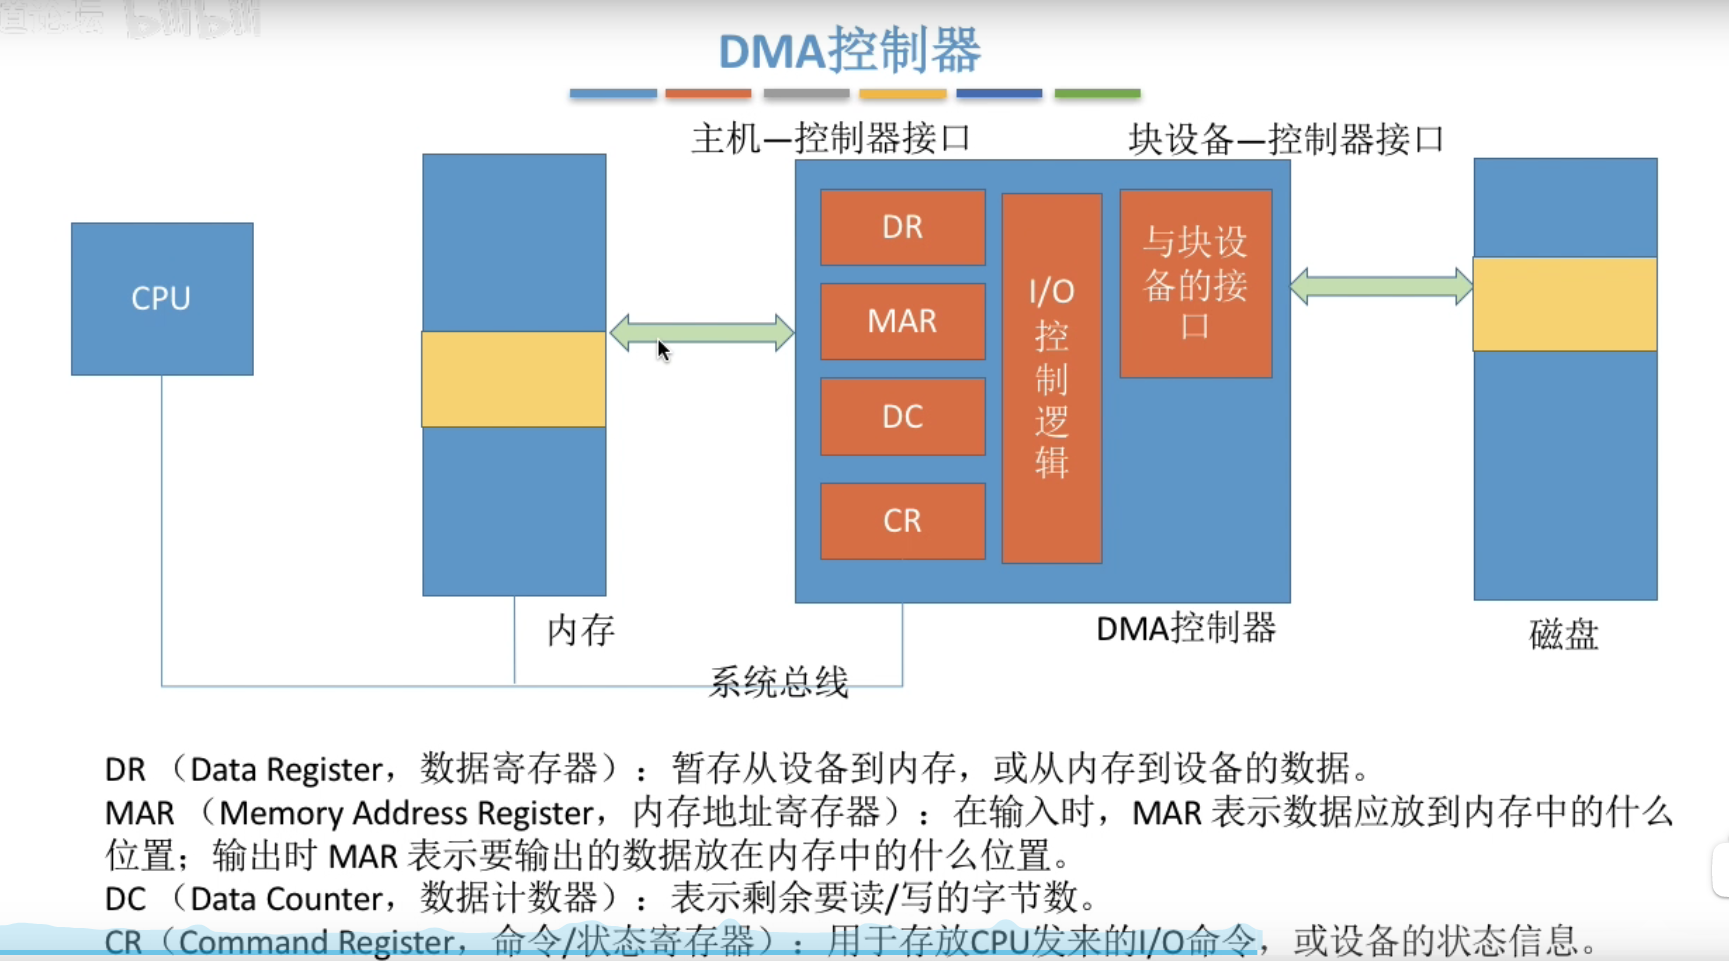 bilibili
DMA控制器
主机—控制器接口
块设备—控制器接口
CPU
DR
MAR
DC
CR
I/O
控
制
逻
辑
与块设
备的接
口
内存
DMA控制器
磁盘
系统总线
DR （Data Register，数据寄存器）：暂存从设备到内存，或从内存到设备的数据。
MAR （Memory Address Register，内存地址寄存器）：在输入时，MAR 表示数据应放到内存中的什么
位置；输出时 MAR 表示要输出的数据放在内存中的什么位置。
DC （Data Counter，数据计数器）：表示剩余要读/写的字节数。
CR（Command Register，命令/状态寄存器）：用于存放CPU发来的I/O命令，或设备的状态信息。